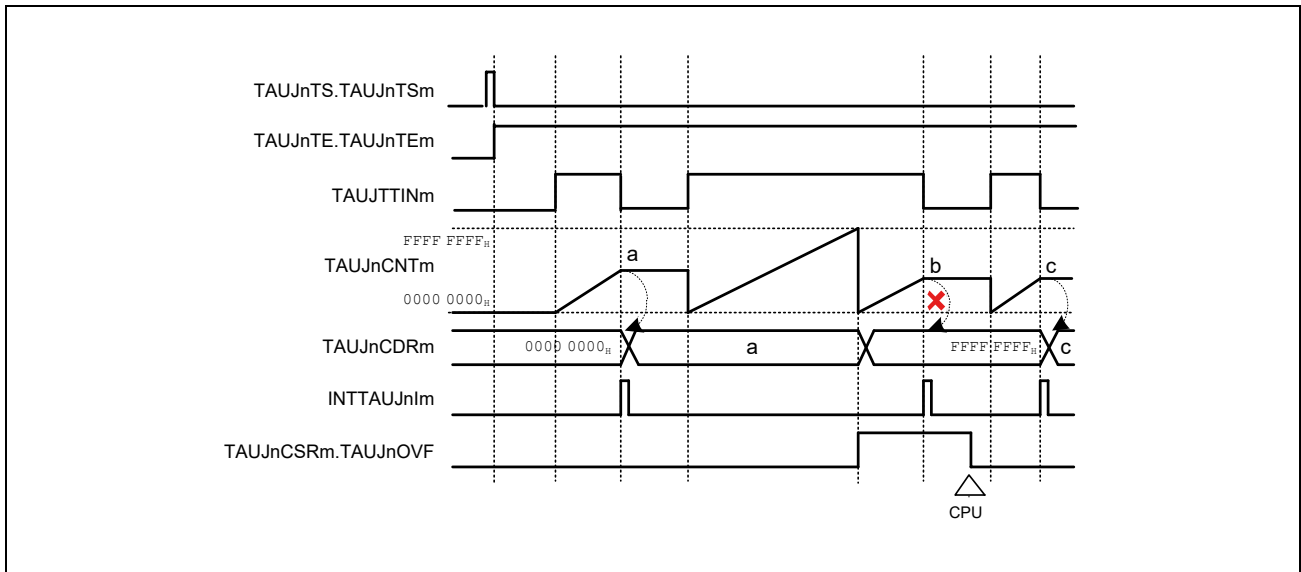 TAUJnTS.TAUJnTSm
TAUJnTE.TAUJnTEm
TAUJTTINm
FFFF FFFFH
TAUJnCNTm
0000 0000H
a
b
c
TAUJnCDRm
0000 0000H
a
FFFF FFFFH
c
INTTAUJnIm
TAUJnCSRm.TAUJnOVF
CPU